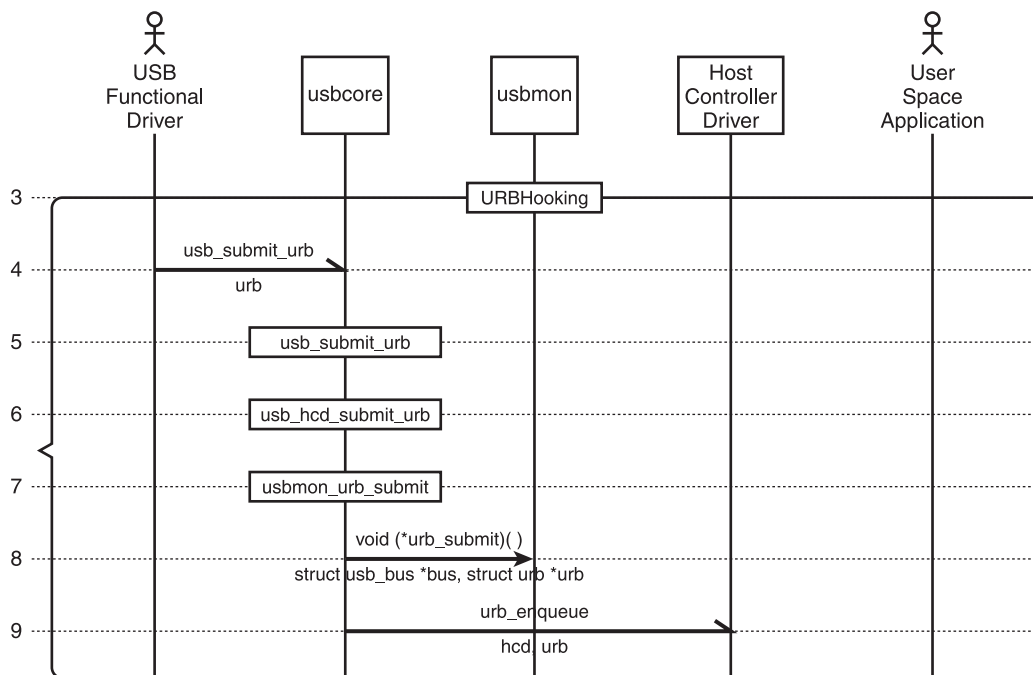 USB
Functional
Driver
usbcore
usbmon
Host
Controller
Driver
User
Space
Application
3
URBHooking
usb_submit_urb
4
urb
5
usb_submit_urb
6
usb_hcd_submit_urb
7
usbmon_urb_submit
void (*urb_submit)( )
8
struct usb_bus *bus, struct urb *urb
urb_enqueue
9
hcd, urb